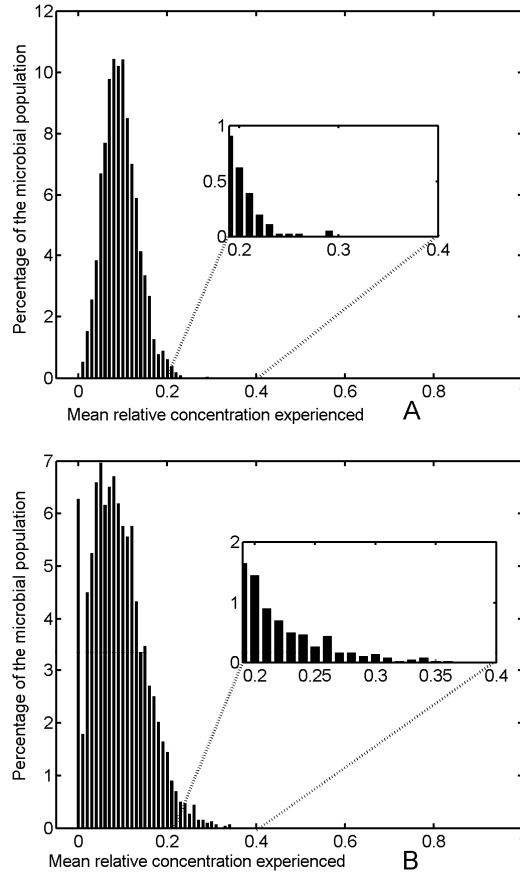 12
10
8
6
4
2
0
Percentage of the microbial population
1
0.5
0
0.2 0.3 0.4
0 0.2 0.4 0.6 0.8
Mean relative concentration experienced
A
7
6
5
4
3
2
1
0
Percentage of the microbial population
2
1
0
0.2 0.25 0.3 0.35 0.4
0 0.2 0.4 0.6 0.8
Mean relative concentration experienced
B